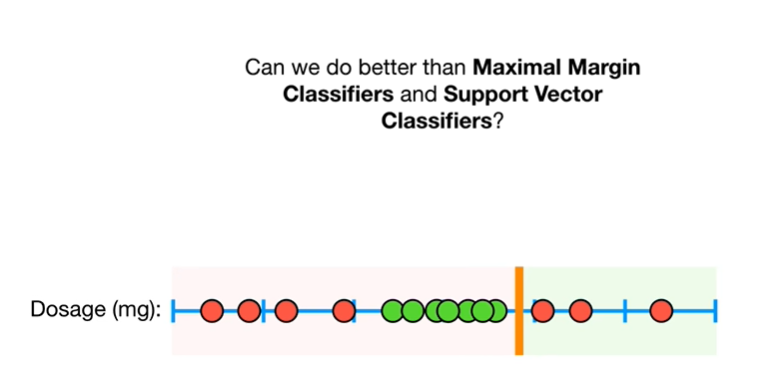 Can we do better than Maximal Margin
Classifiers and Support Vector
Classifiers?
Dosage (mg):